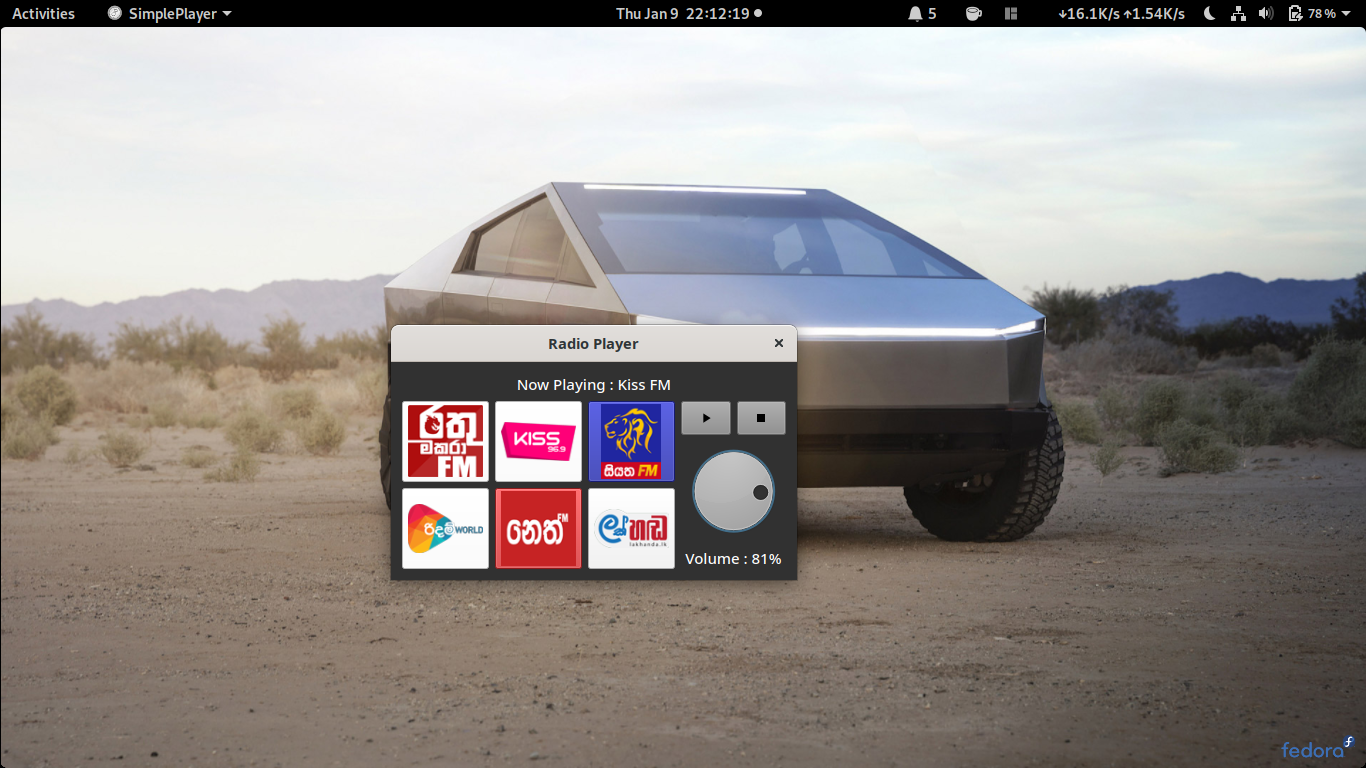 Activities
SimplePlayer
Thu Jan 9 22:12:19
5
↓16.1K/s ↑1.54K/s
78 %
Radio Player
Now Playing : Kiss FM
රතු
මකරා
FM
KISS
96.9
සියත FM
රිදම් WORLD
නෙත් FM
ලක්හඬ
lakhanda.lk
Volume : 81%
fedora